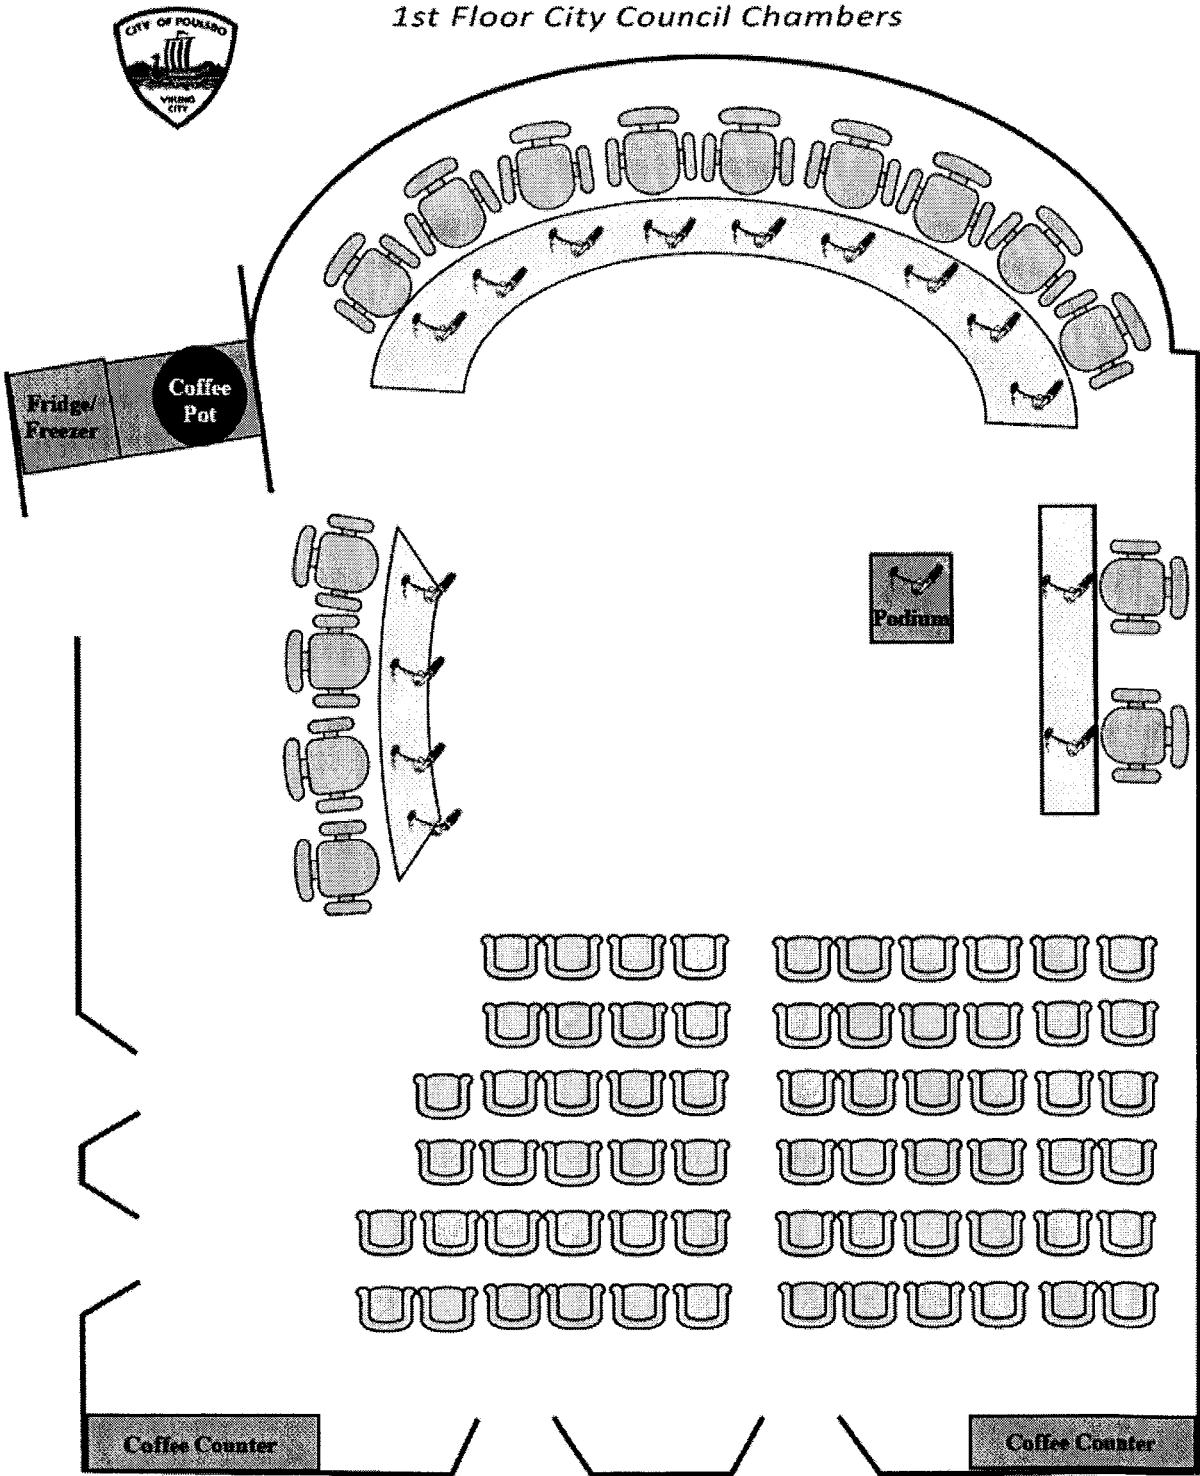 1st Floor City Council Chambers
CITY OF POULSBO
VIKING
CITY
Coffee
Pot
Fridge/
Freezer
Podium
Coffee Counter
Coffee Counter